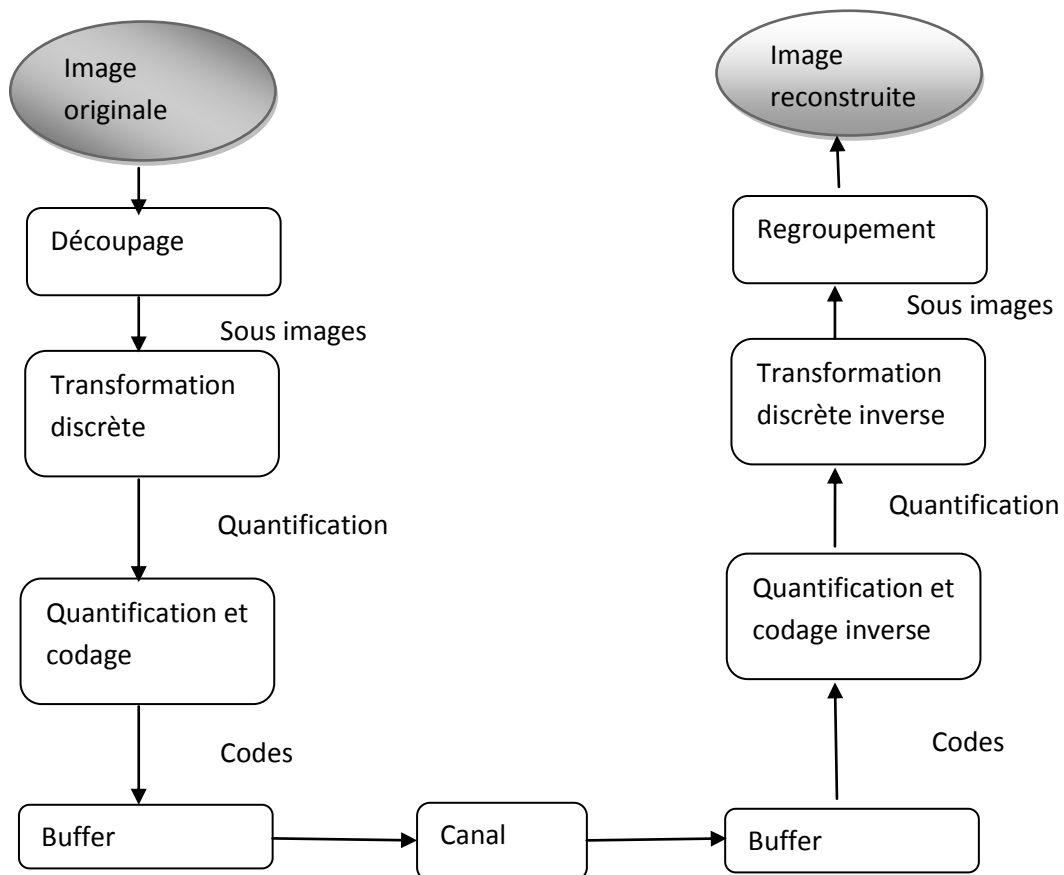 Image
originale
Découpage
Sous images
Transformation
discrète
Quantification
Quantification et
codage
Codes
Buffer
Canal
Buffer
Codes
Quantification et
codage inverse
Quantification
Transformation
discrète inverse
Sous images
Regroupement
Image
reconstruite